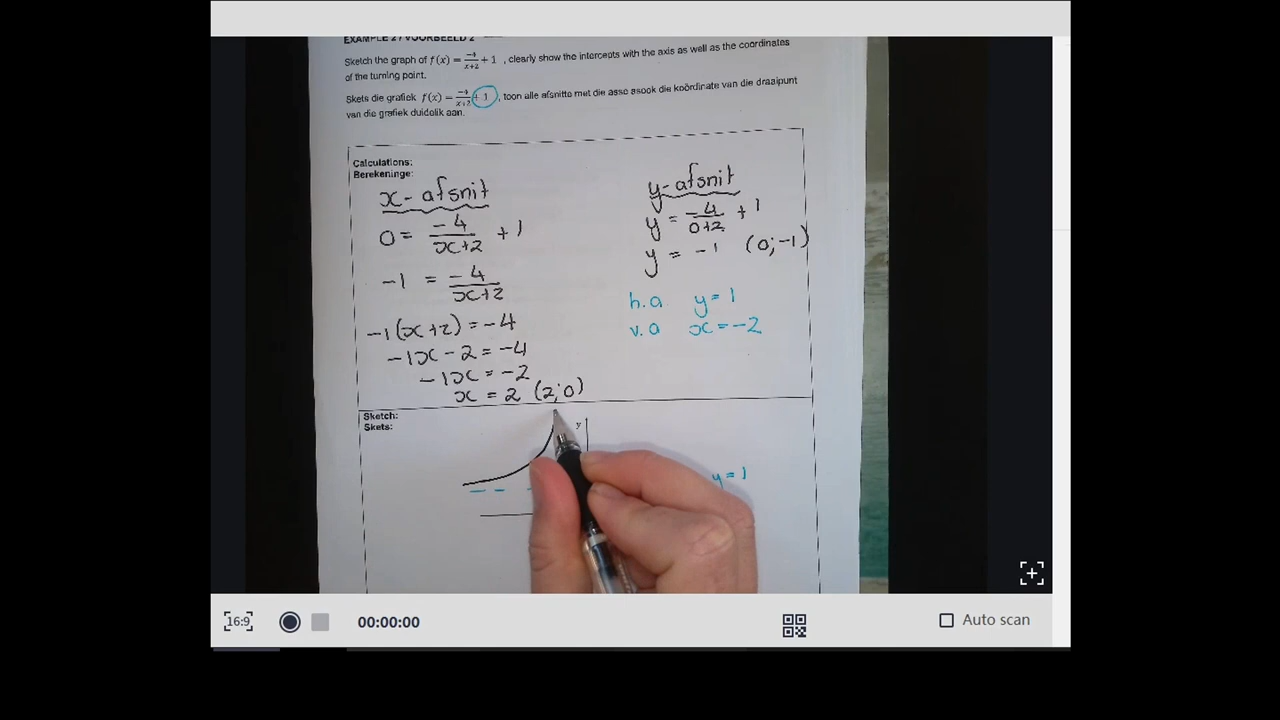 EXAMPLE 2 / VOORBEELD 2
Sketch the graph of f(x) = -4/(x+2) + 1 , clearly show the intercepts with the axis as well as the coordinates
of the turning point.
Skets die grafiek f(x) = -4/(x+2) + 1 , toon alle afsnitte met die asse asook die koördinate van die draaipunt
van die grafiek duidelik aan.
Calculations:
Berekeninge:
x - afsnit
0 = -4/(x+2) + 1
-1 = -4/(x+2)
-1(x+2) = -4
-1x - 2 = -4
-1x = -2
x = 2 (2;0)
y - afsnit
y = -4/(0+2) + 1
y = -1 (0;-1)
h.a y = 1
v.a x = -2
Sketch:
Skets:
y
y = 1
16:9
00:00:00
Auto scan